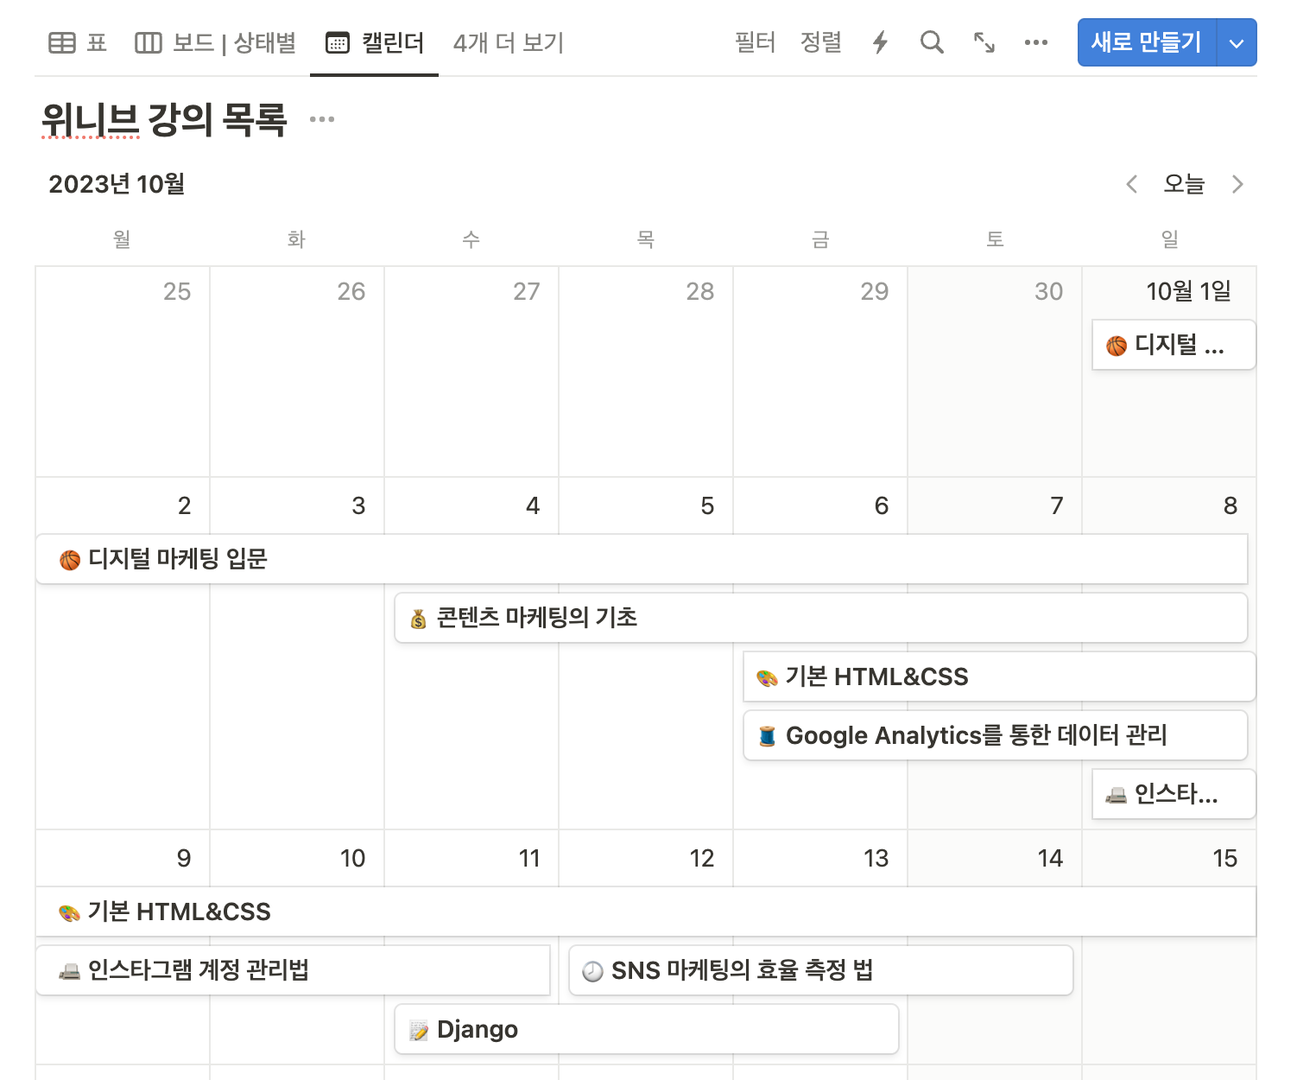 표 보드 | 상태별 캘린더 4개 더 보기 필터 정렬 새로 만들기
위니브 강의 목록
2023년 10월 오늘
월 화 수 목 금 토 일
25 26 27 28 29 30 10월 1일
디지털 ...
2 3 4 5 6 7 8
디지털 마케팅 입문
콘텐츠 마케팅의 기초
기본 HTML&CSS
Google Analytics를 통한 데이터 관리
인스타...
9 10 11 12 13 14 15
기본 HTML&CSS
인스타그램 계정 관리법 SNS 마케팅의 효율 측정 법
Django